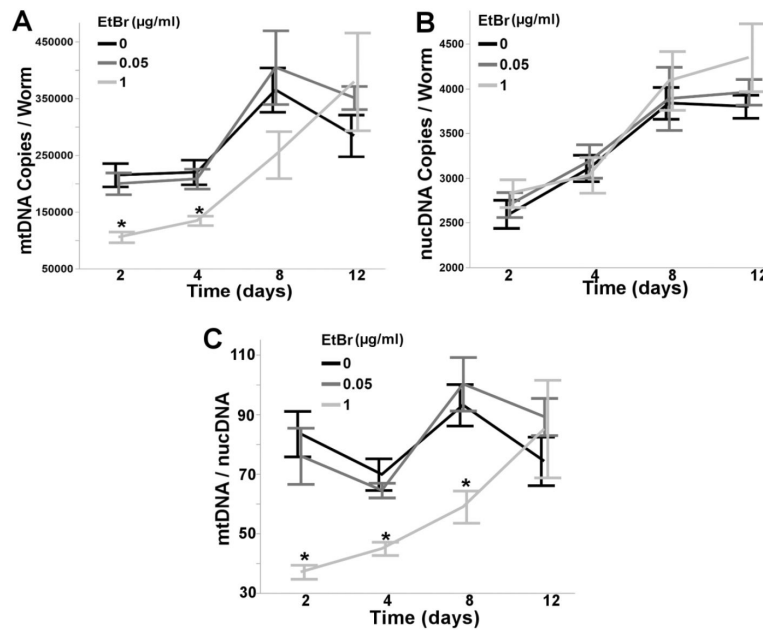 A
EtBr (µg/ml)
0
0.05
1
mtDNA Copies / Worm
450000
350000
250000
150000
50000
*
*
2 4 8 12
Time (days)
B
EtBr (µg/ml)
0
0.05
1
nucDNA Copies / Worm
4500
4000
3500
3000
2500
2000
2 4 8 12
Time (days)
C
EtBr (µg/ml)
0
0.05
1
mtDNA / nucDNA
110
90
70
50
30
*
*
*
2 4 8 12
Time (days)